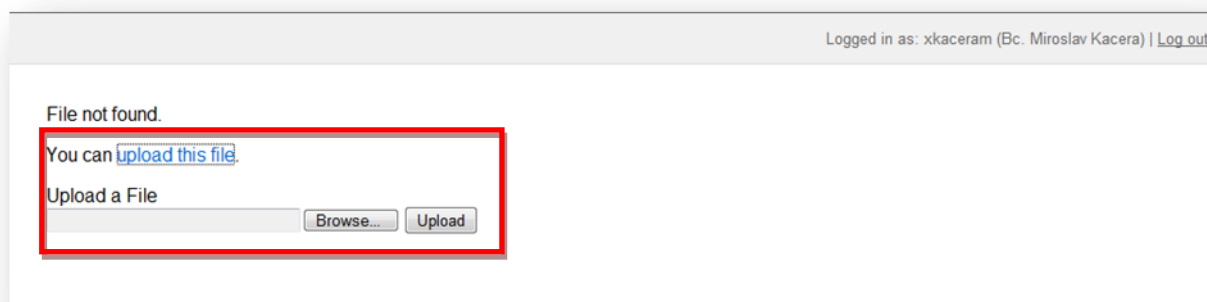 Logged in as: xkaceram (Bc. Miroslav Kacera) | Log out
File not found.
You can upload this file.
Upload a File
Browse... Upload